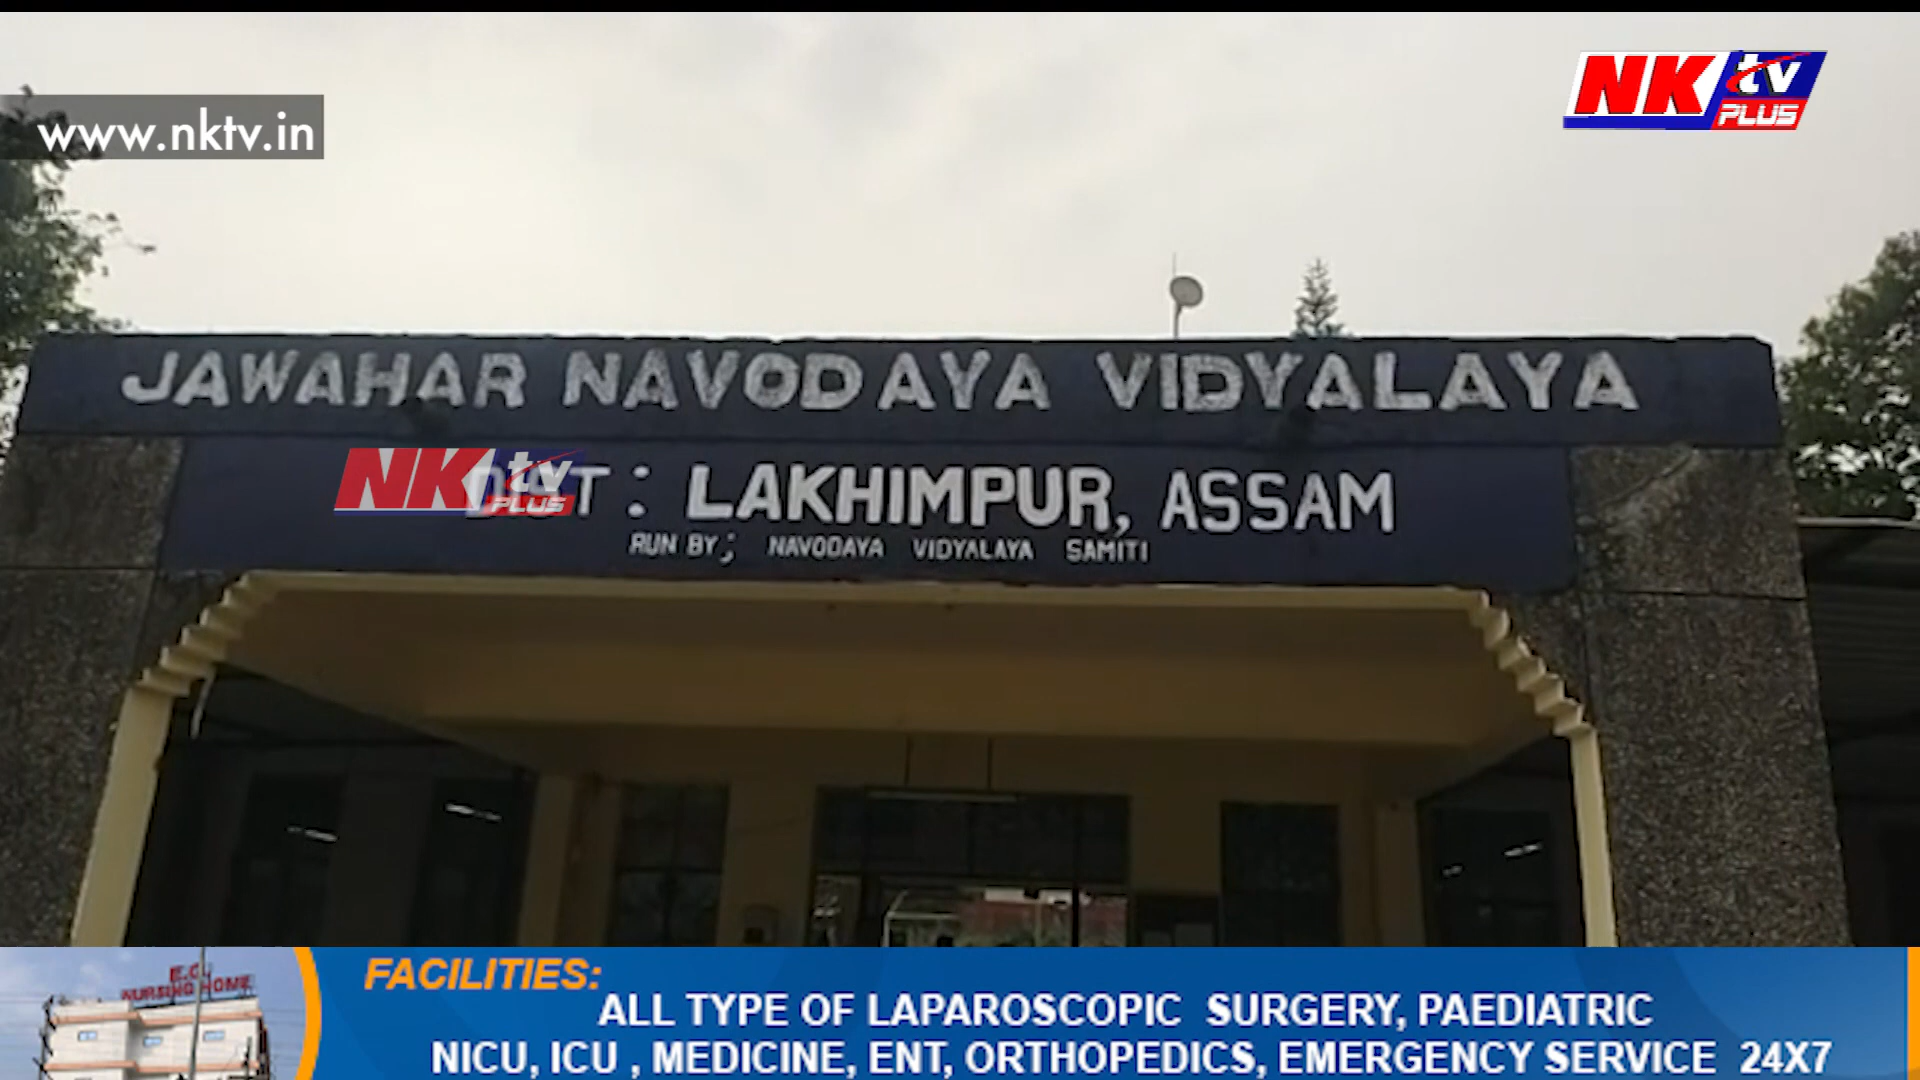 www.nktv.in
NK tv
PLUS
JAWAHAR NAVODAYA VIDYALAYA
NK tv
PLUS
DIST : LAKHIMPUR, ASSAM
RUN BY; NAVODAYA VIDYALAYA SAMITI
E.C.
NURSING HOME
FACILITIES:
ALL TYPE OF LAPAROSCOPIC SURGERY, PAEDIATRIC
NICU, ICU , MEDICINE, ENT, ORTHOPEDICS, EMERGENCY SERVICE 24X7